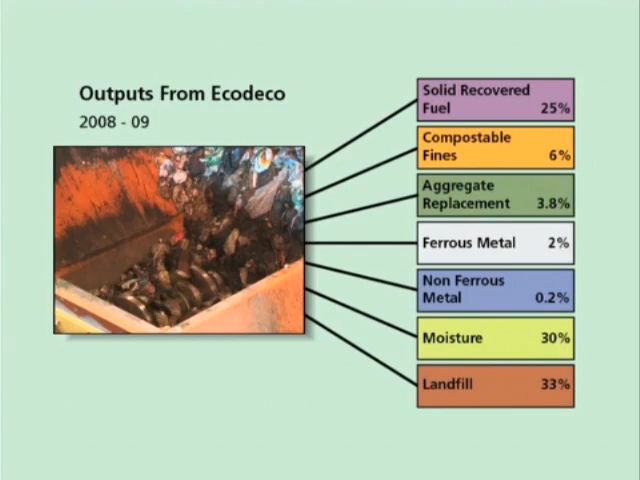 Outputs From Ecodeco
2008 - 09
Solid Recovered
Fuel 25%
Compostable
Fines 6%
Aggregate
Replacement 3.8%
Ferrous Metal 2%
Non Ferrous
Metal 0.2%
Moisture 30%
Landfill 33%